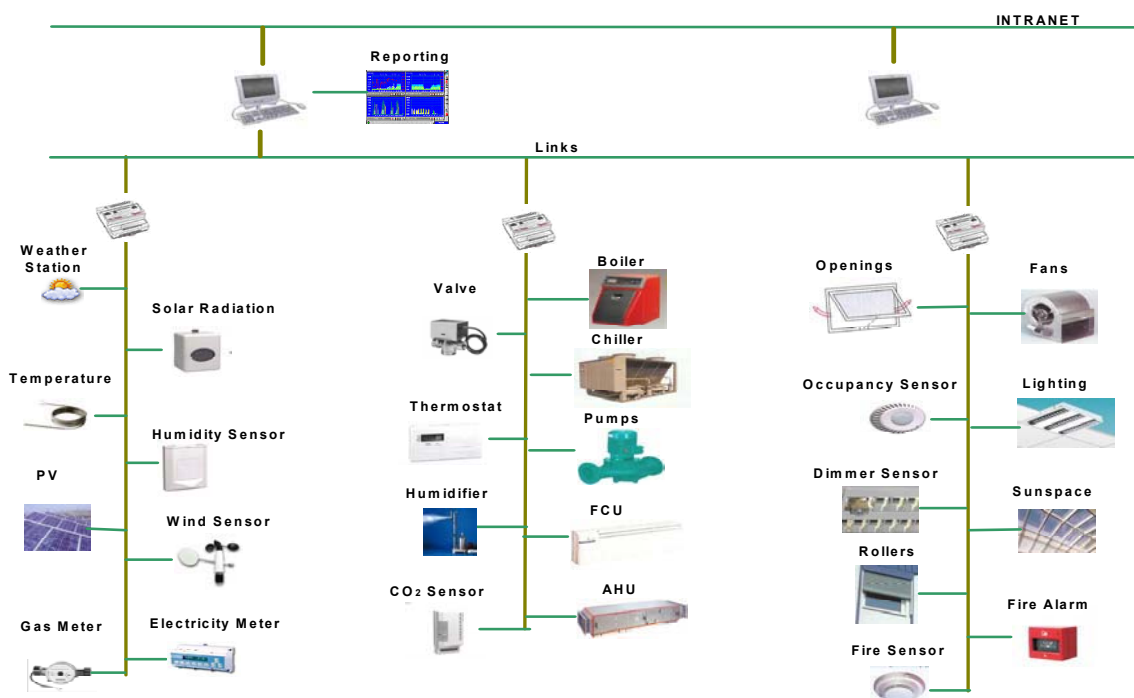 INTRANET
Reporting
Links
Weather
Station
Solar Radiation
Temperature
Humidity Sensor
PV
Wind Sensor
Gas Meter
Electricity Meter
Boiler
Valve
Chiller
Thermostat
Pumps
Humidifier
FCU
CO2 Sensor
AHU
Openings
Fans
Occupancy Sensor
Lighting
Dimmer Sensor
Sunspace
Rollers
Fire Alarm
Fire Sensor